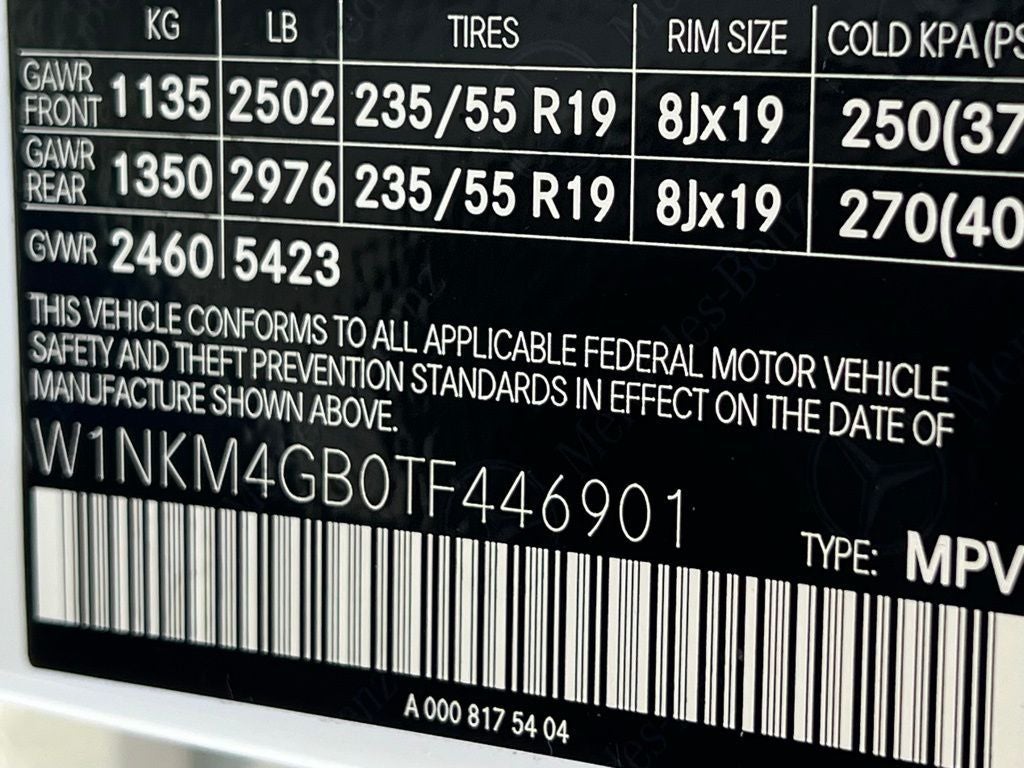 KG LB TIRES RIM SIZE COLD KPA(PS
GAWR FRONT 1135 2502 235/55 R19 8Jx19 250(37
GAWR REAR 1350 2976 235/55 R19 8Jx19 270(40
GVWR 2460 5423
THIS VEHICLE CONFORMS TO ALL APPLICABLE FEDERAL MOTOR VEHICLE
SAFETY AND THEFT PREVENTION STANDARDS IN EFFECT ON THE DATE OF
MANUFACTURE SHOWN ABOVE.
W1NKM4GB0TF446901
TYPE: MPV
A 000 817 54 04